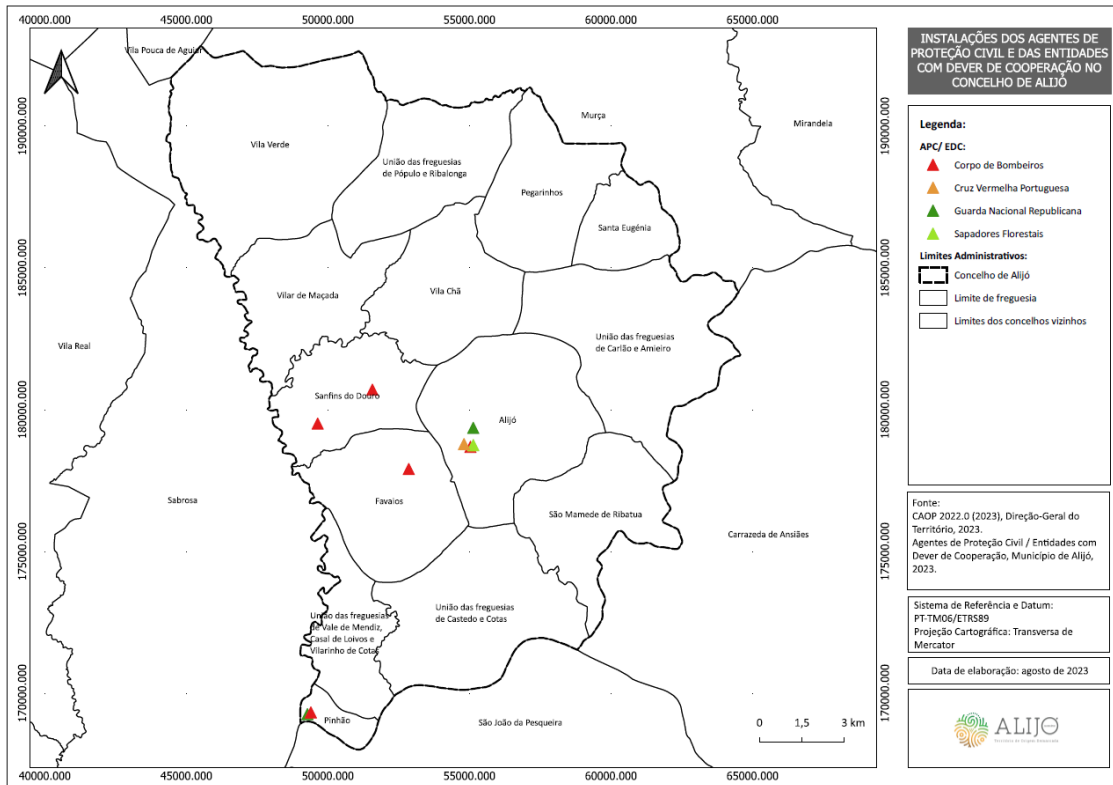 40000.000 45000.000 50000.000 55000.000 60000.000 65000.000
INSTALAÇÕES DOS AGENTES DE
PROTEÇÃO CIVIL E DAS ENTIDADES
COM DEVER DE COOPERAÇÃO NO
CONCELHO DE ALIJÓ
Vila Pouca de Aguiar
Murça
Mirandela
Vila Verde
União das freguesias
de Pópulo e Ribalonga
Pegarinhos
Santa Eugénia
Vilar de Maçada
Vila Chã
União das freguesias
de Carlão e Amieiro
Vila Real
Sanfins do Douro
Alijó
Sabrosa
Favaios
São Mamede de Ribatua
Carrazeda de Ansiães
União das freguesias
de Vale de Mendiz,
Casal de Loivos e
Vilarinho de Cotas
União das freguesias
de Castedo e Cotas
Pinhão
São João da Pesqueira
190000.000
185000.000
180000.000
175000.000
170000.000
190000.000
185000.000
180000.000
175000.000
170000.000
0 1,5 3 km
40000.000 45000.000 50000.000 55000.000 60000.000 65000.000
Legenda:
APC/ EDC:
Corpo de Bombeiros
Cruz Vermelha Portuguesa
Guarda Nacional Republicana
Sapadores Florestais
Limites Administrativos:
Concelho de Alijó
Limite de freguesia
Limites dos concelhos vizinhos
Fonte:
CAOP 2022.0 (2023), Direção-Geral do
Território, 2023.
Agentes de Proteção Civil / Entidades com
Dever de Cooperação, Município de Alijó,
2023.
Sistema de Referência e Datum:
PT-TM06/ETRS89
Projeção Cartográfica: Transversa de
Mercator
Data de elaboração: agosto de 2023
ALIJÓ